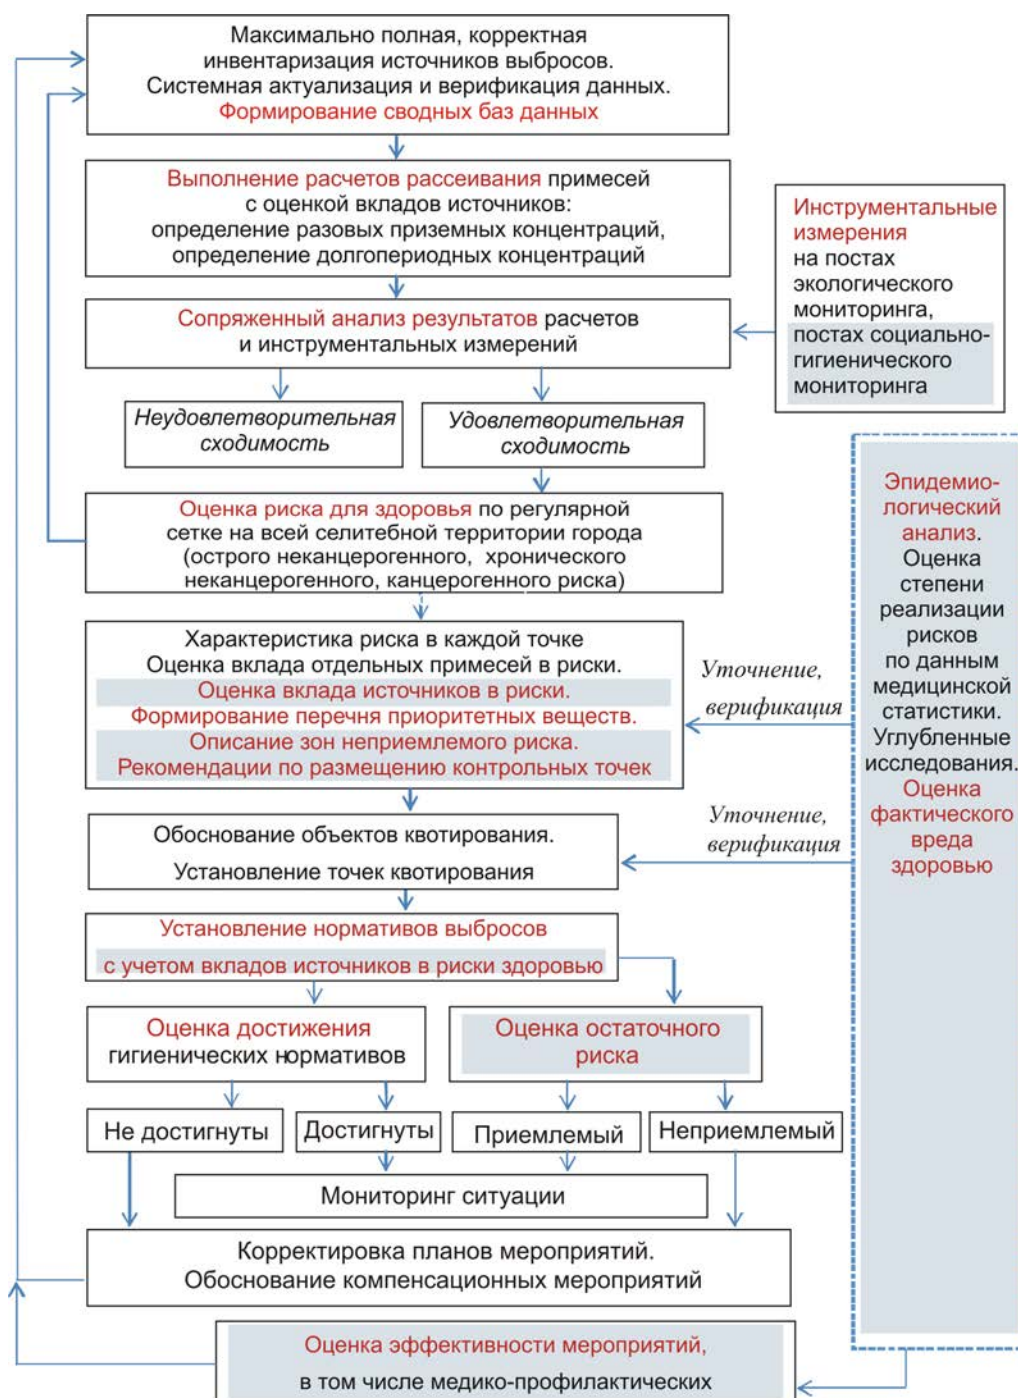 Максимально полная, корректная
инвентаризация источников выбросов.
Системная актуализация и верификация данных.
Формирование сводных баз данных
Выполнение расчетов рассеивания примесей
с оценкой вкладов источников:
определение разовых приземных концентраций,
определение долгопериодных концентраций
Инструментальные
измерения
на постах
экологического
мониторинга,
постах социально-
гигиенического
мониторинга
Сопряженный анализ результатов расчетов
и инструментальных измерений
Неудовлетворительная
сходимость
Удовлетворительная
сходимость
Оценка риска для здоровья по регулярной
сетке на всей селитебной территории города
(острого неканцерогенного, хронического
неканцерогенного, канцерогенного риска)
Эпидемио-
логический
анализ.
Оценка
степени
реализации
рисков
по данным
медицинской
статистики.
Углубленные
исследования.
Оценка
фактического
вреда
здоровью
Характеристика риска в каждой точке
Оценка вклада отдельных примесей в риски.
Оценка вклада источников в риски.
Формирование перечня приоритетных веществ.
Описание зон неприемлемого риска.
Рекомендации по размещению контрольных точек
Уточнение,
верификация
Обоснование объектов квотирования.
Установление точек квотирования
Уточнение,
верификация
Установление нормативов выбросов
с учетом вкладов источников в риски здоровью
Оценка достижения
гигиенических нормативов
Оценка остаточного
риска
Не достигнуты
Достигнуты
Приемлемый
Неприемлемый
Мониторинг ситуации
Корректировка планов мероприятий.
Обоснование компенсационных мероприятий
Оценка эффективности мероприятий,
в том числе медико-профилактических